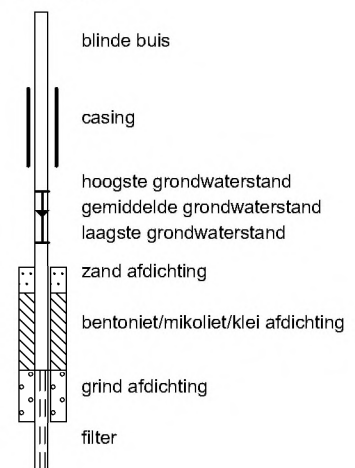 blinde buis
casing
hoogste grondwaterstand
gemiddelde grondwaterstand
laagste grondwaterstand
zand afdichting
bentoniet/mikoliet/klei afdichting
grind afdichting
filter